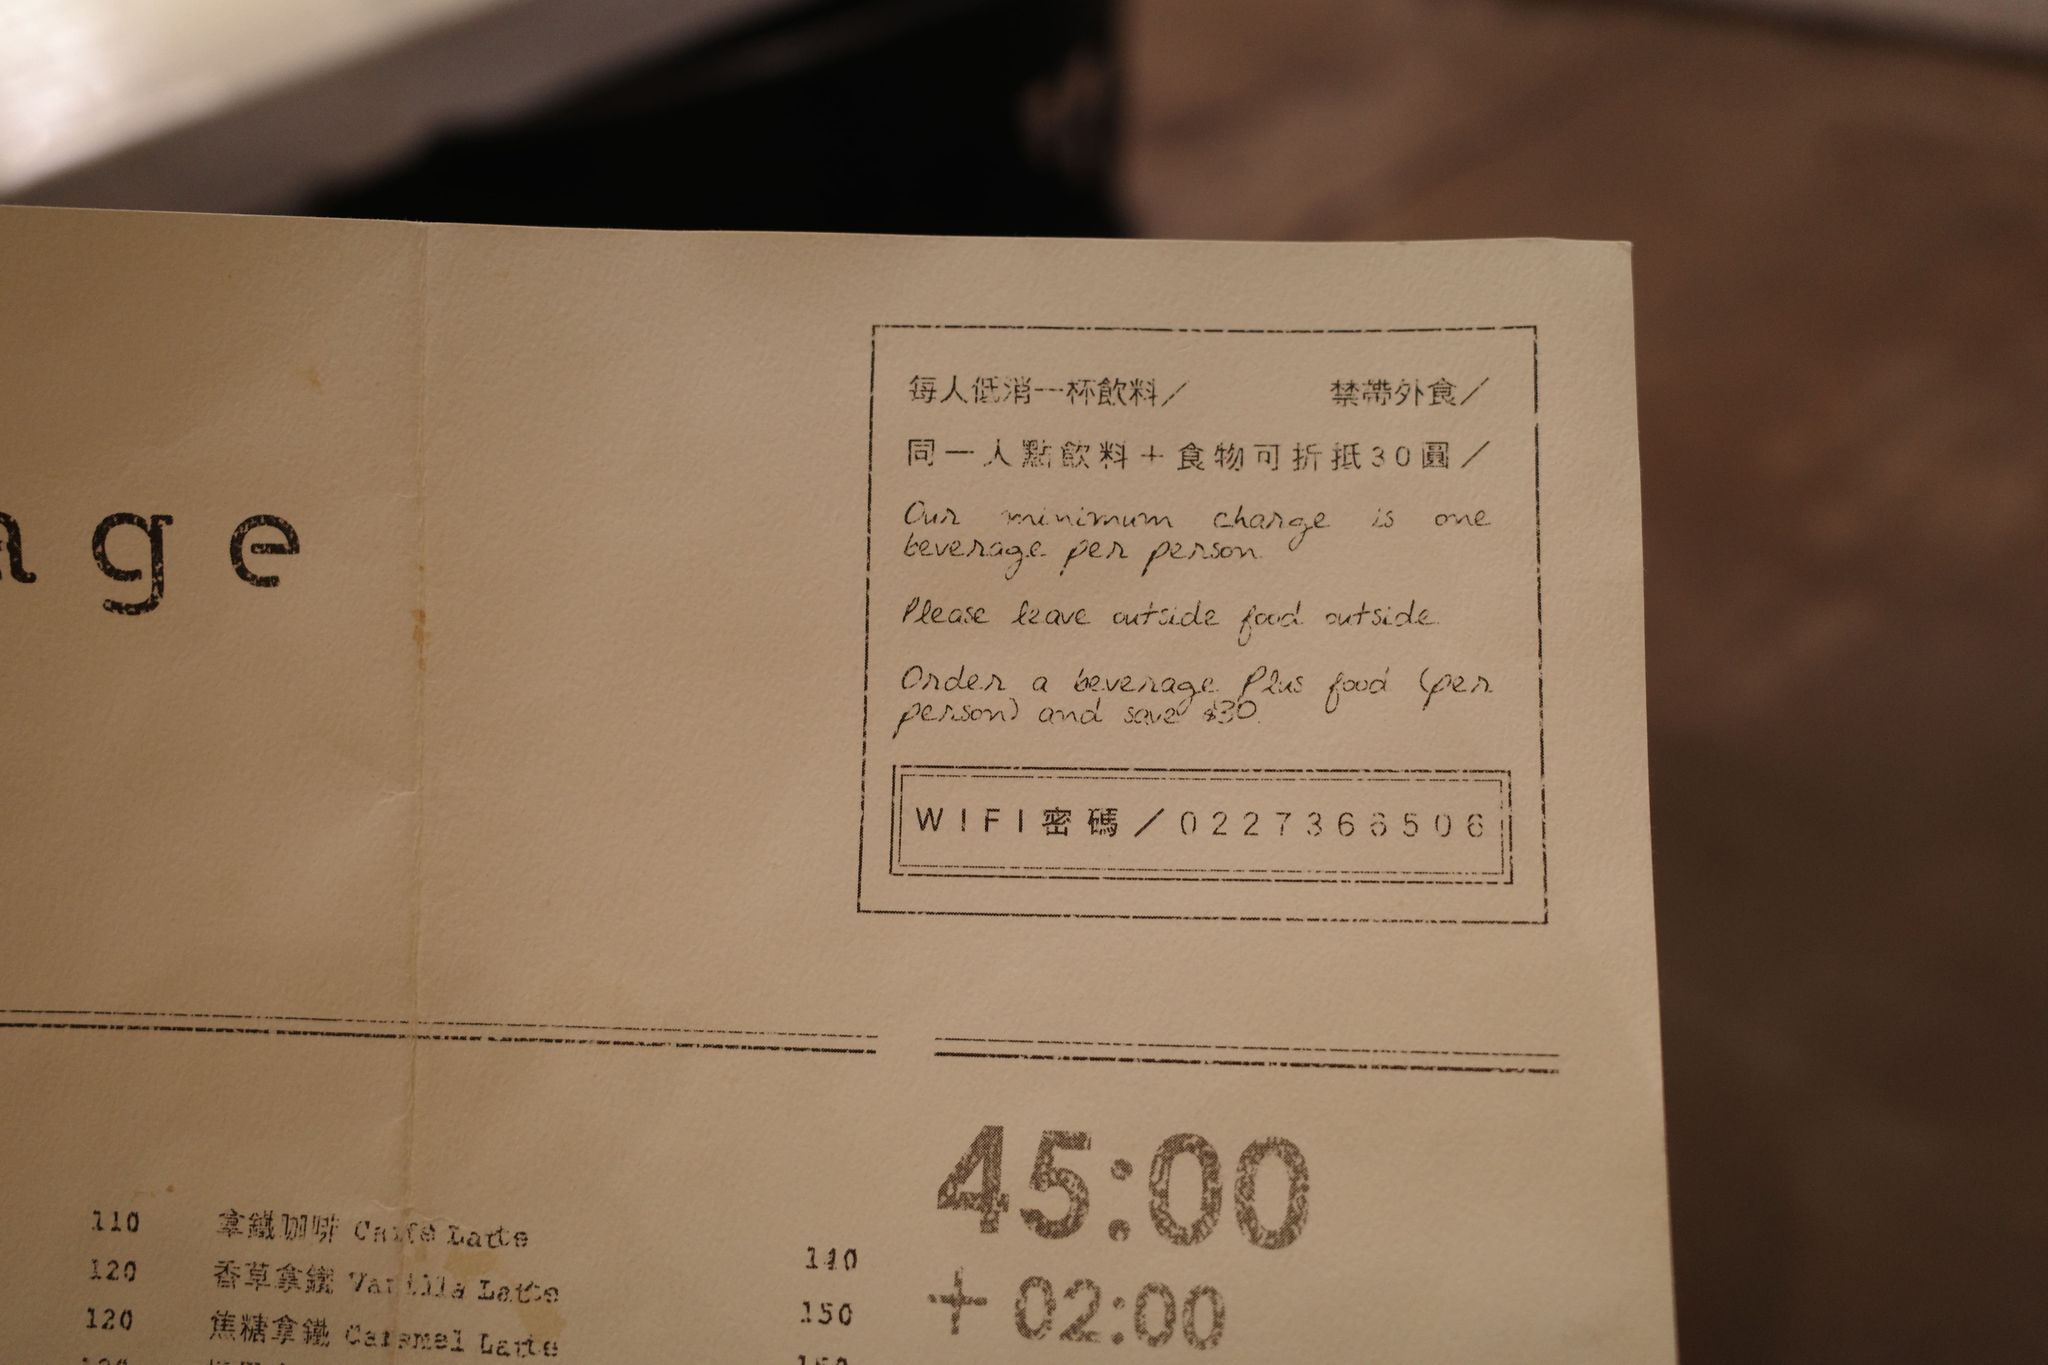 age
每人低消一杯飲料／ 禁帶外食／
同一人點飲料＋食物可折抵30圓／
Our minimum charge is one
beverage per person.
Please leave outside food outside.
Order a beverage Plus food (per
person) and save $30.
WIFI密碼／0227366506
45:00
+ 02:00
110 拿鐵咖啡 Caffe Latte 140
120 香草拿鐵 Vanilla Latte 150
120 焦糖拿鐵 Caramel Latte